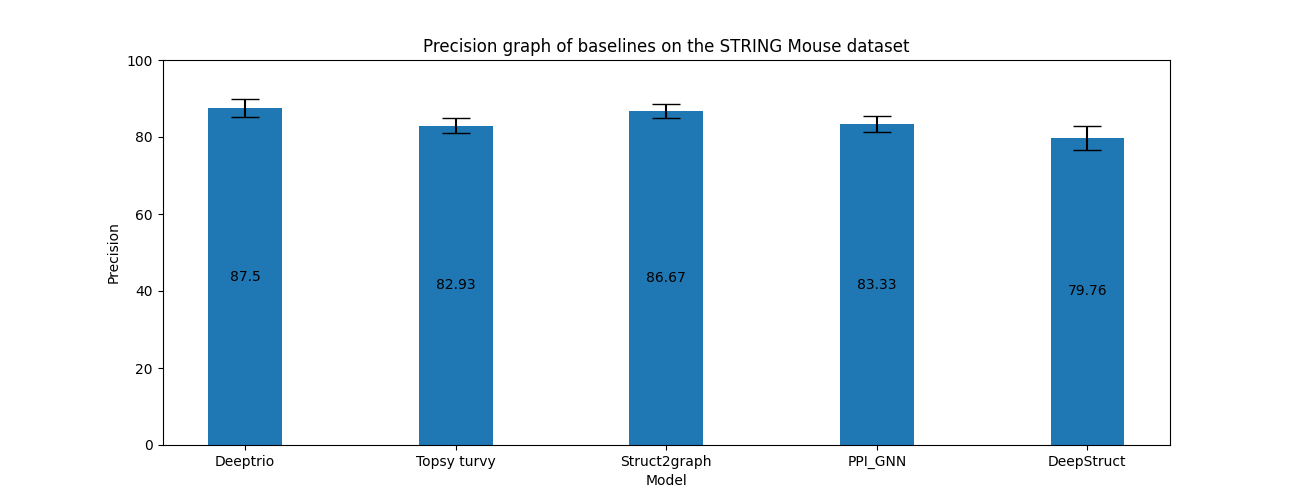 Precision graph of baselines on the STRING Mouse dataset
100
80
60
40
20
0
Precision
87.5
82.93
86.67
83.33
79.76
Deeptrio
Topsy turvy
Struct2graph
PPI_GNN
DeepStruct
Model